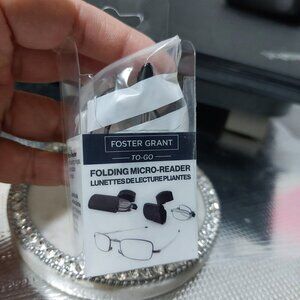 FOSTER GRANT
TO-GO
FOLDING MICRO-READER
LUNETTES DE LECTURE PLIANTES